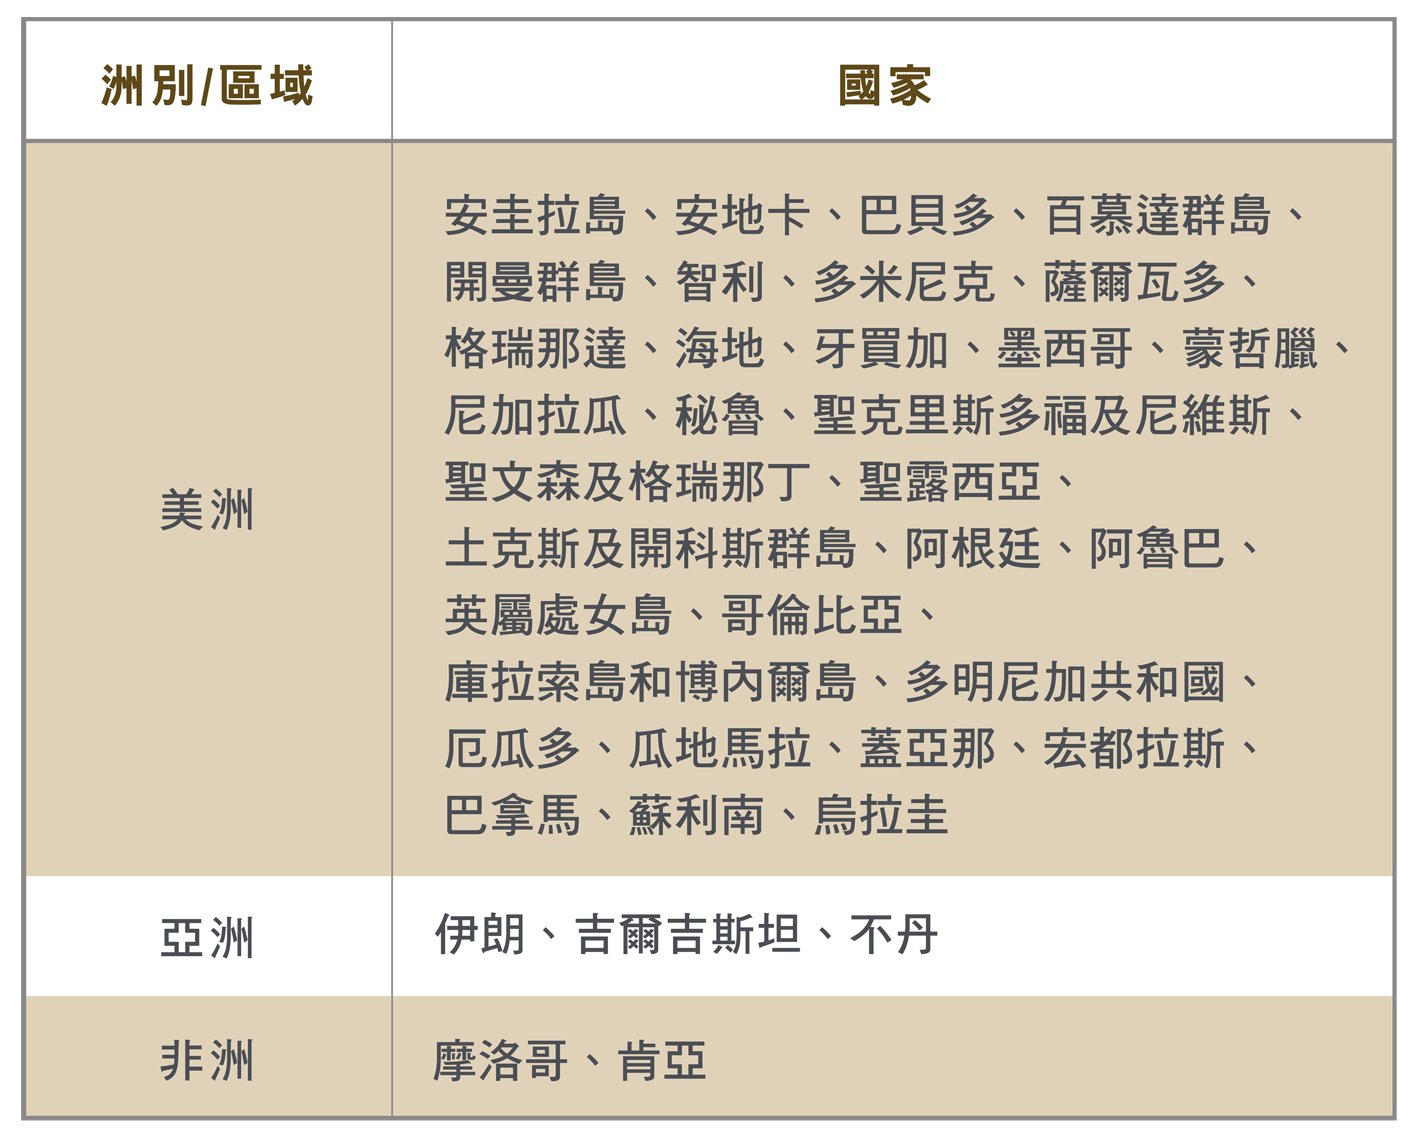 洲別/區域
國家
美洲
安圭拉島、安地卡、巴貝多、百慕達群島、
開曼群島、智利、多米尼克、薩爾瓦多、
格瑞那達、海地、牙買加、墨西哥、蒙哲臘、
尼加拉瓜、秘魯、聖克里斯多福及尼維斯、
聖文森及格瑞那丁、聖露西亞、
土克斯及開科斯群島、阿根廷、阿魯巴、
英屬處女島、哥倫比亞、
庫拉索島和博內爾島、多明尼加共和國、
厄瓜多、瓜地馬拉、蓋亞那、宏都拉斯、
巴拿馬、蘇利南、烏拉圭
亞洲
伊朗、吉爾吉斯坦、不丹
非洲
摩洛哥、肯亞